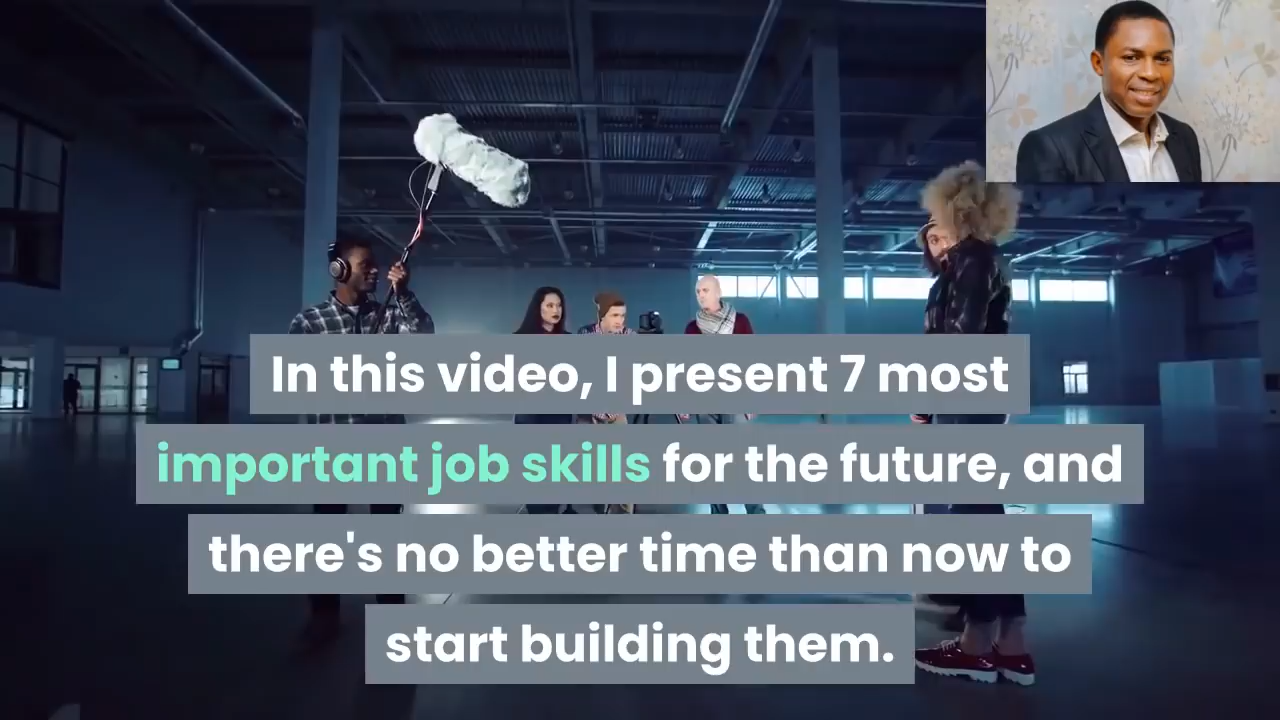 In this video, I present 7 most
important job skills for the future, and
there's no better time than now to
start building them.